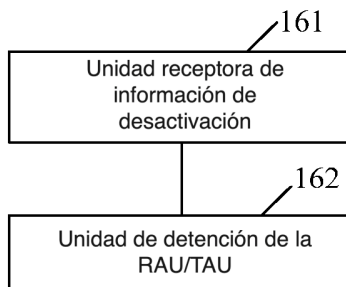 161
Unidad receptora de
información de
desactivación
162
Unidad de detención de la
RAU/TAU